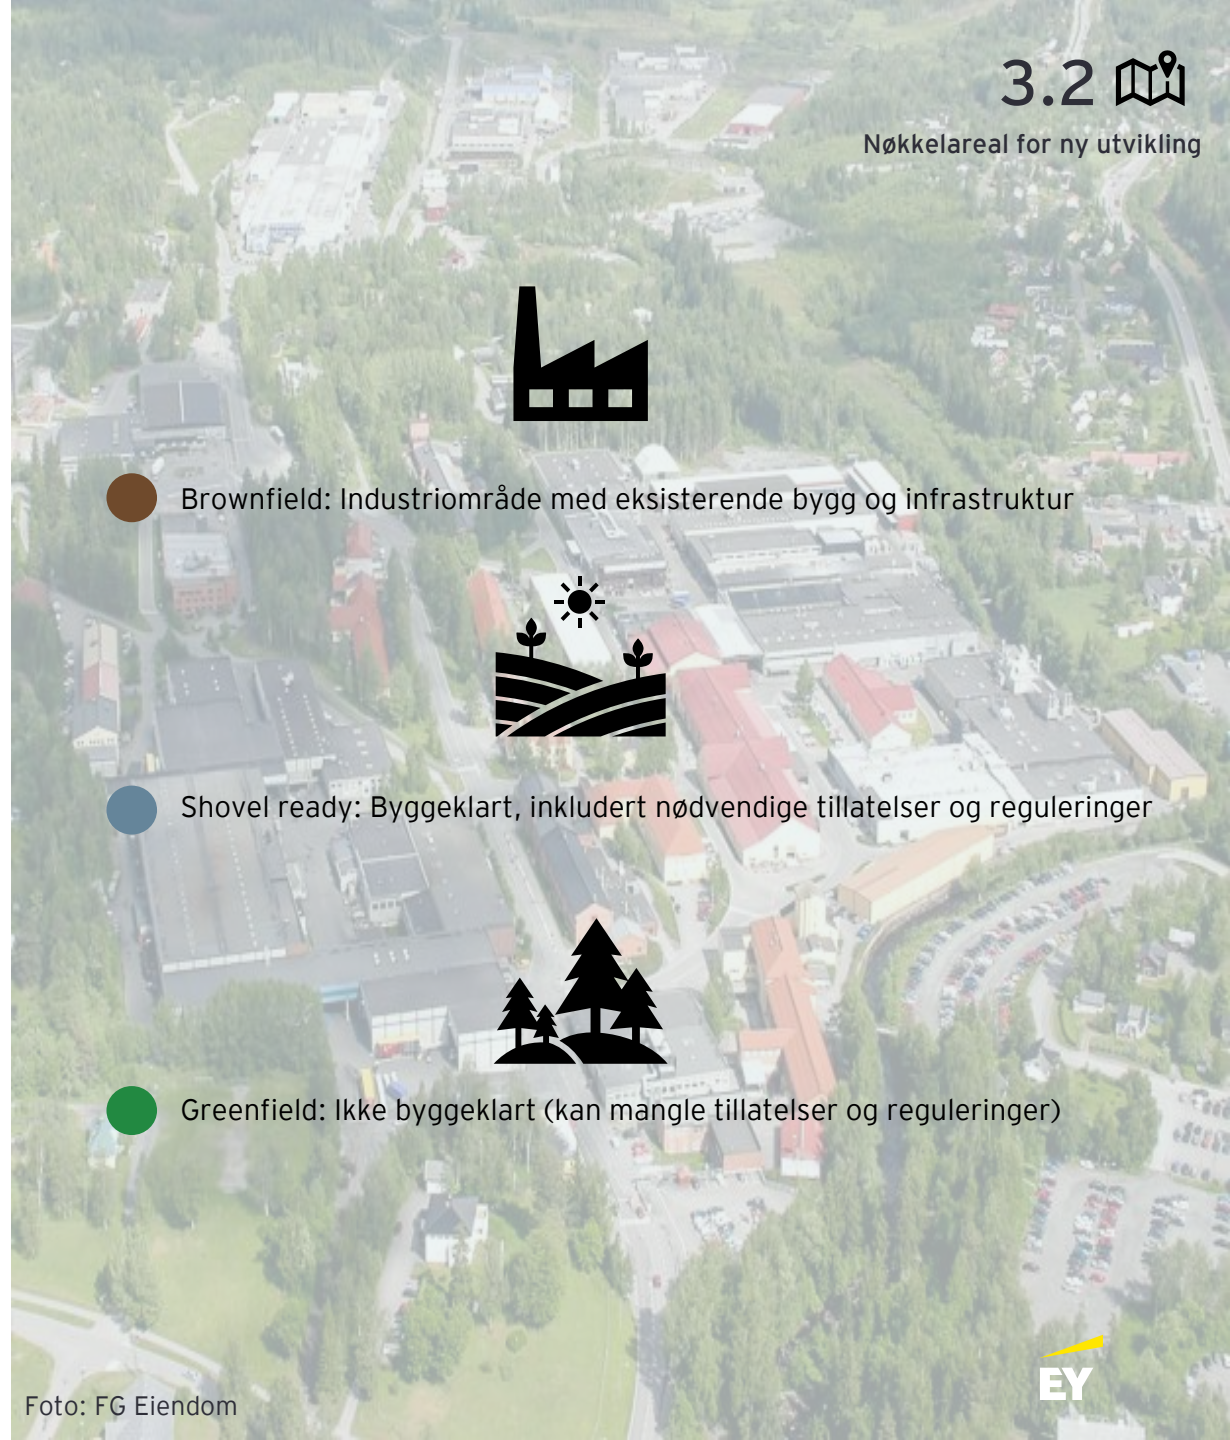 3.2
Nøkkelareal for ny utvikling
Brownfield: Industriområde med eksisterende bygg og infrastruktur
Shovel ready: Byggeklart, inkludert nødvendige tillatelser og reguleringer
Greenfield: Ikke byggeklart (kan mangle tillatelser og reguleringer)
EY
Foto: FG Eiendom